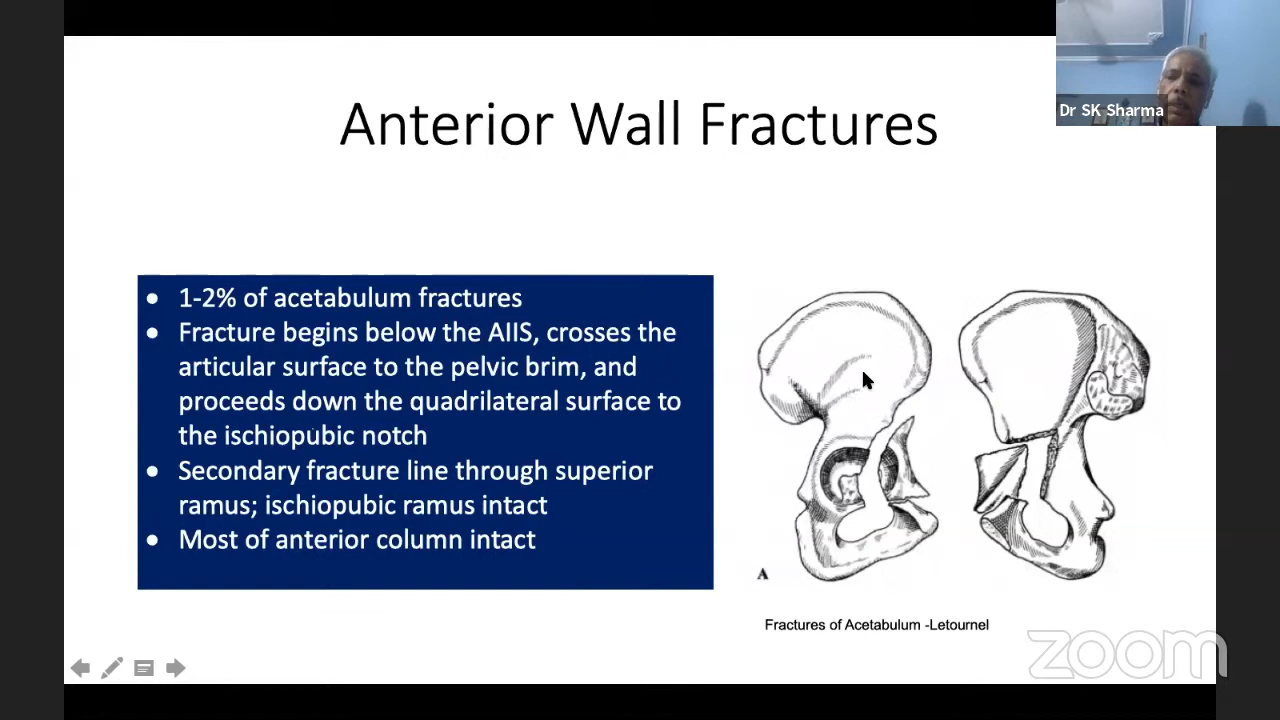 Dr SK Sharma
Anterior Wall Fractures
• 1-2% of acetabulum fractures
• Fracture begins below the AIIS, crosses the
articular surface to the pelvic brim, and
proceeds down the quadrilateral surface to
the ischiopubic notch
• Secondary fracture line through superior
ramus; ischiopubic ramus intact
• Most of anterior column intact
A
Fractures of Acetabulum -Letournel
zoom